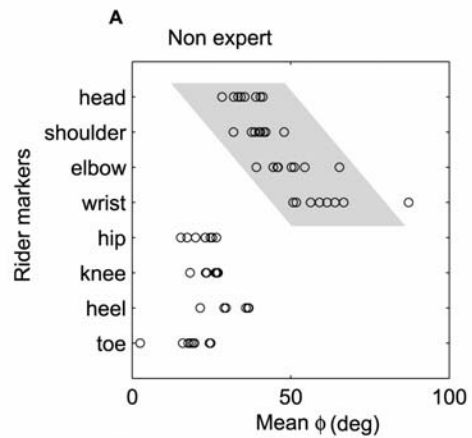 A
Non expert
Rider markers
head
shoulder
elbow
wrist
hip
knee
heel
toe
0
50
100
Mean ϕ (deg)